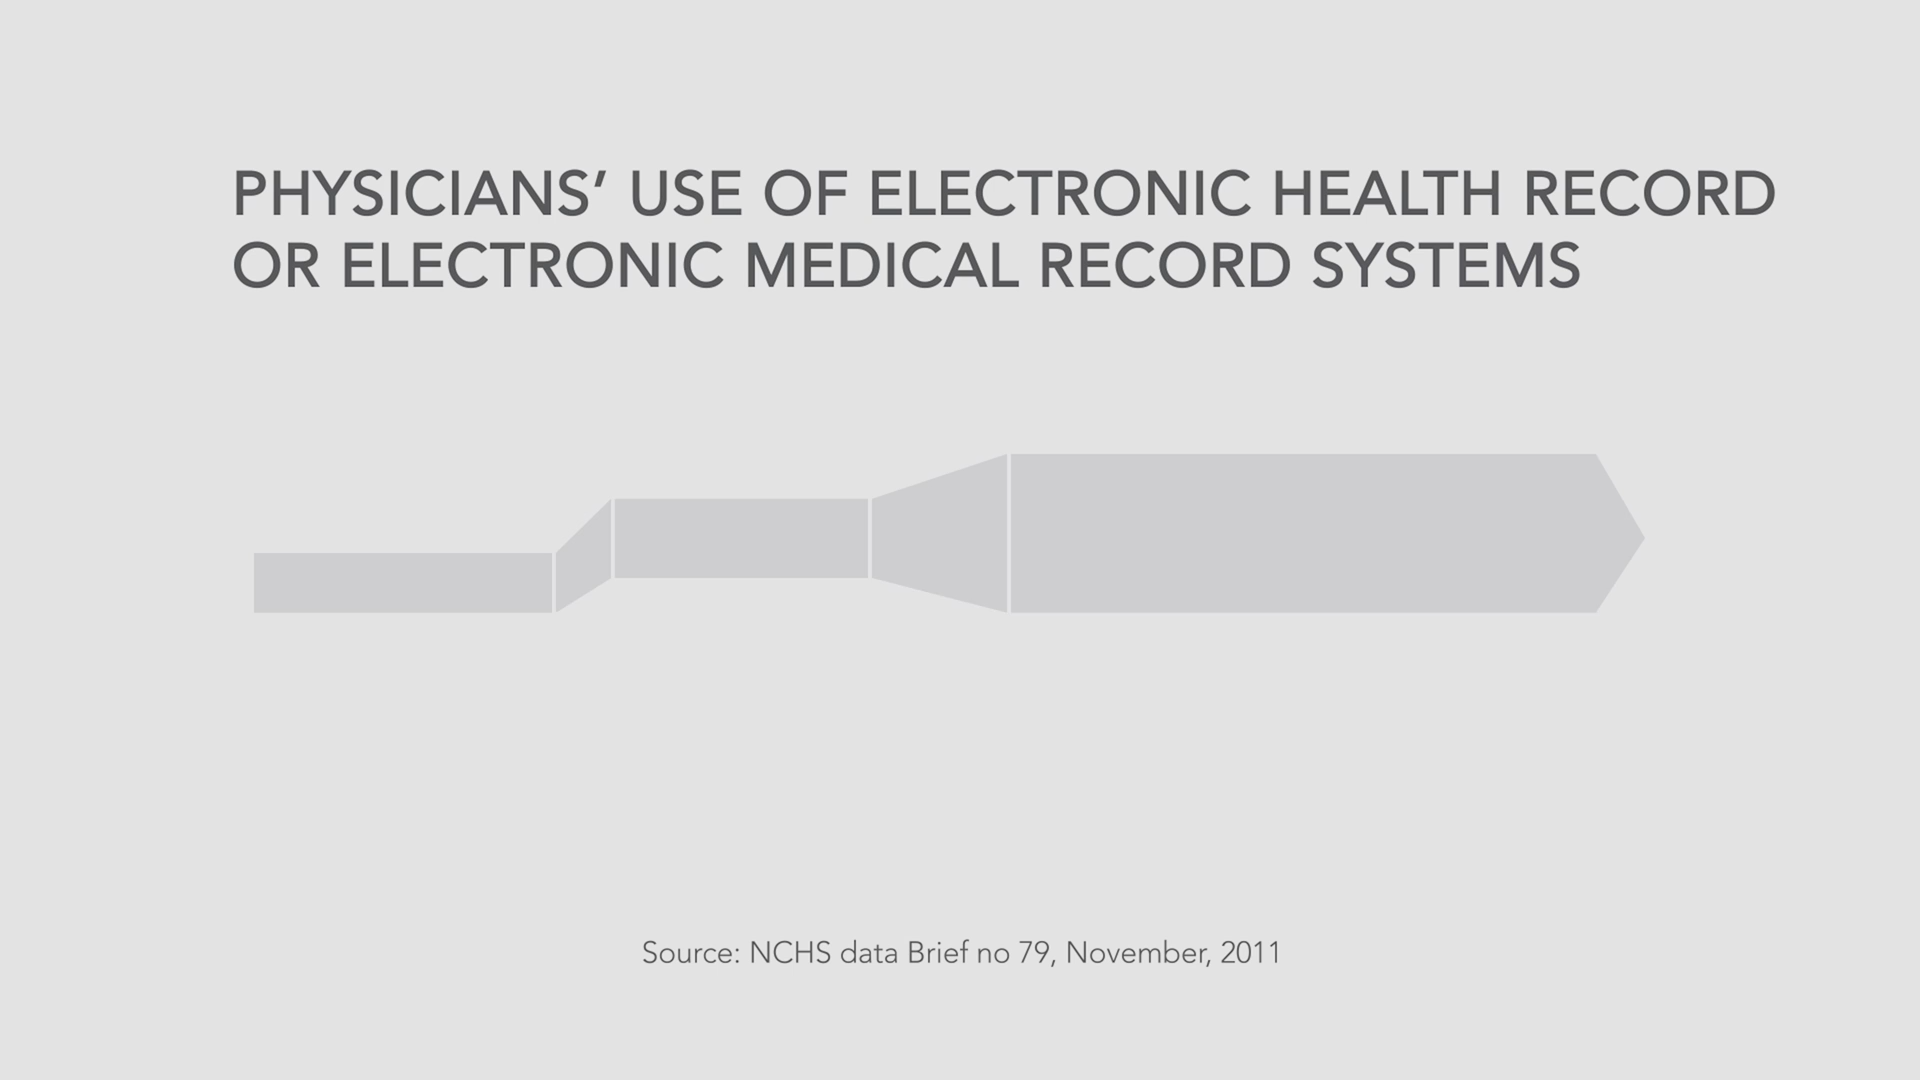 PHYSICIANS’ USE OF ELECTRONIC HEALTH RECORD
OR ELECTRONIC MEDICAL RECORD SYSTEMS
Source: NCHS data Brief no 79, November, 2011